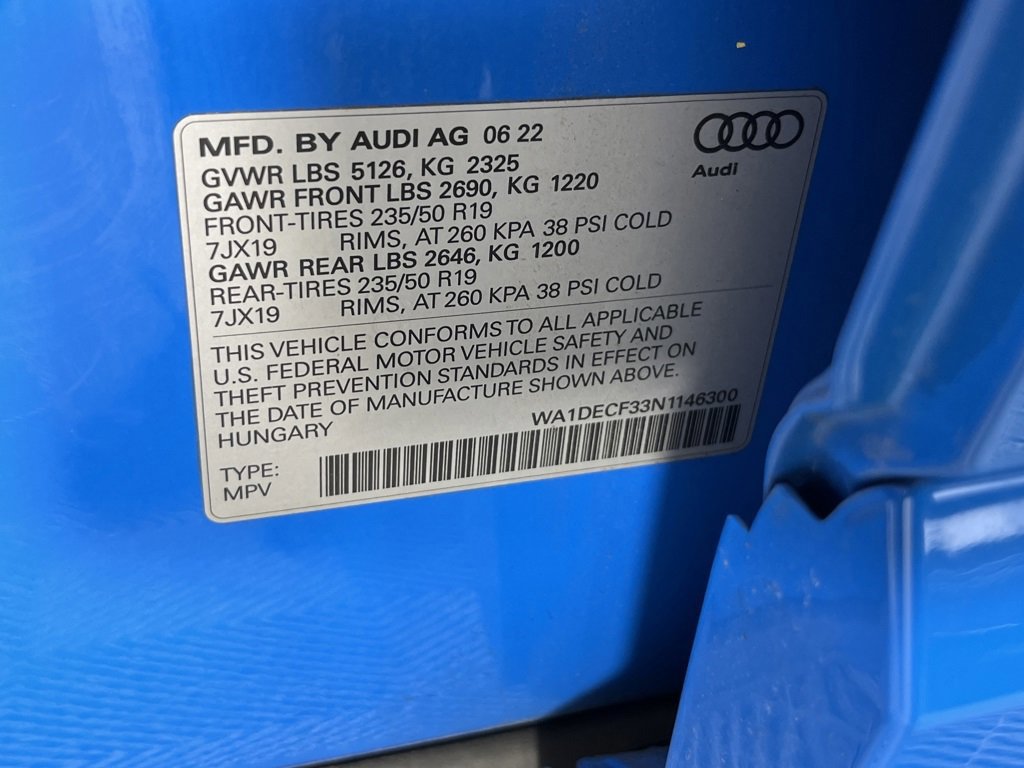 MFD. BY AUDI AG 06 22
Audi
GVWR LBS 5126, KG 2325
GAWR FRONT LBS 2690, KG 1220
FRONT-TIRES 235/50 R19
7JX19 RIMS, AT 260 KPA 38 PSI COLD
GAWR REAR LBS 2646, KG 1200
REAR-TIRES 235/50 R19
7JX19 RIMS, AT 260 KPA 38 PSI COLD
THIS VEHICLE CONFORMS TO ALL APPLICABLE
U.S. FEDERAL MOTOR VEHICLE SAFETY AND
THEFT PREVENTION STANDARDS IN EFFECT ON
THE DATE OF MANUFACTURE SHOWN ABOVE.
HUNGARY WA1DECF33N1146300
TYPE:
MPV